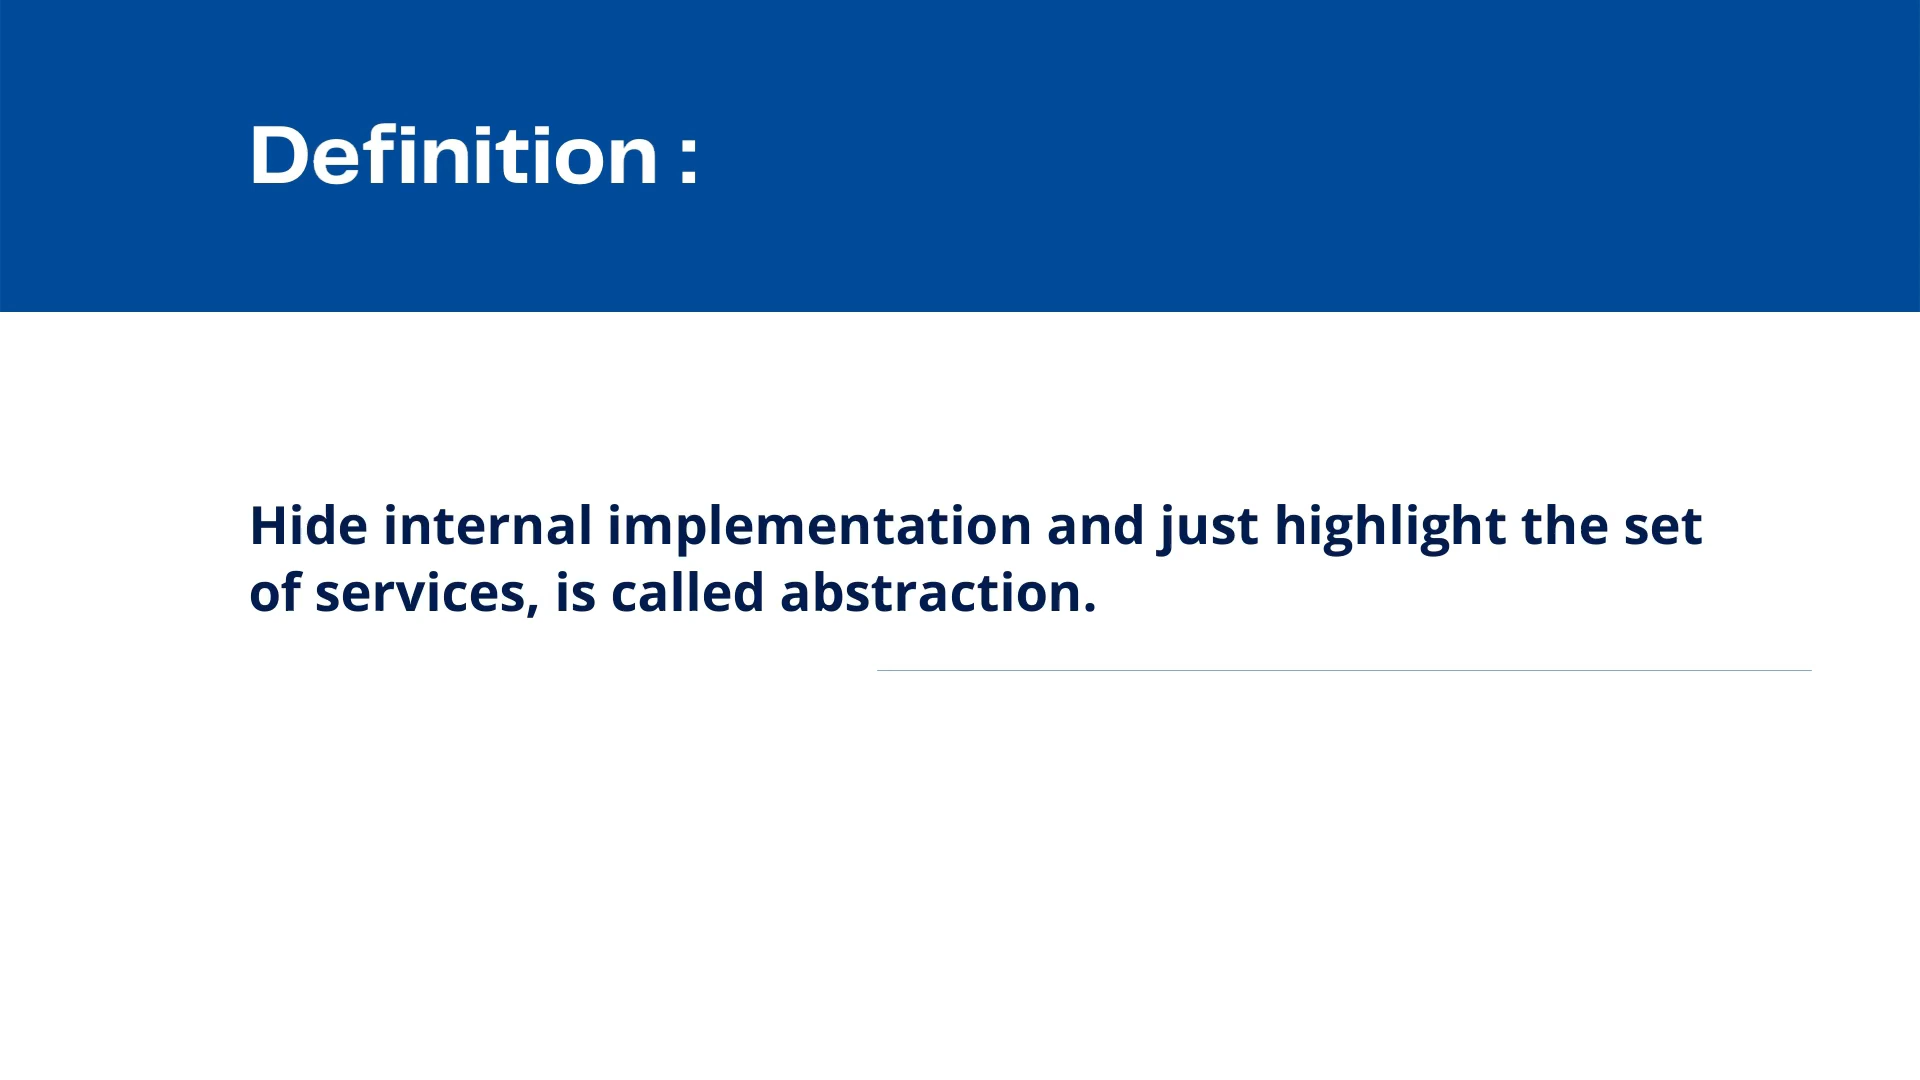 Definition :
Hide internal implementation and just highlight the set
of services, is called abstraction.